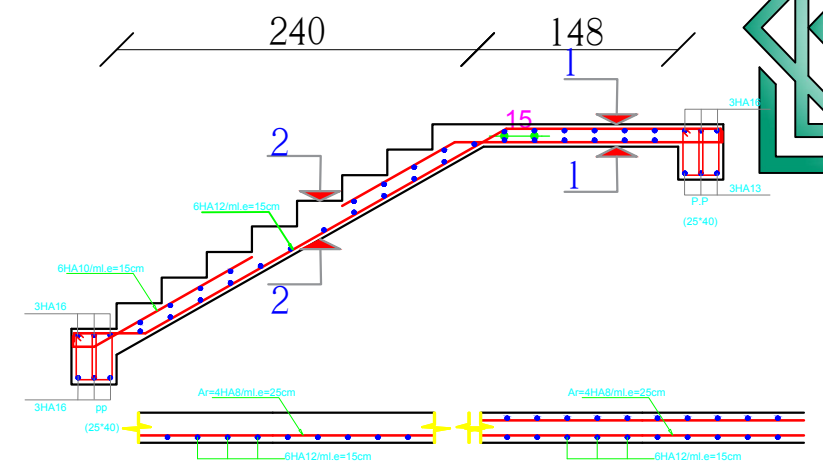 240
148
1
3HA16
15
2
1
3HA13
P.P
(25*40)
6HA12/ml.e=15cm
6HA10/ml.e=15cm
2
3HA16
3HA16
pp
(25*40)
Ar=4HA8/ml.e=25cm
Ar=4HA8/ml.e=25cm
6HA12/ml.e=15cm
6HA12/ml.e=15cm